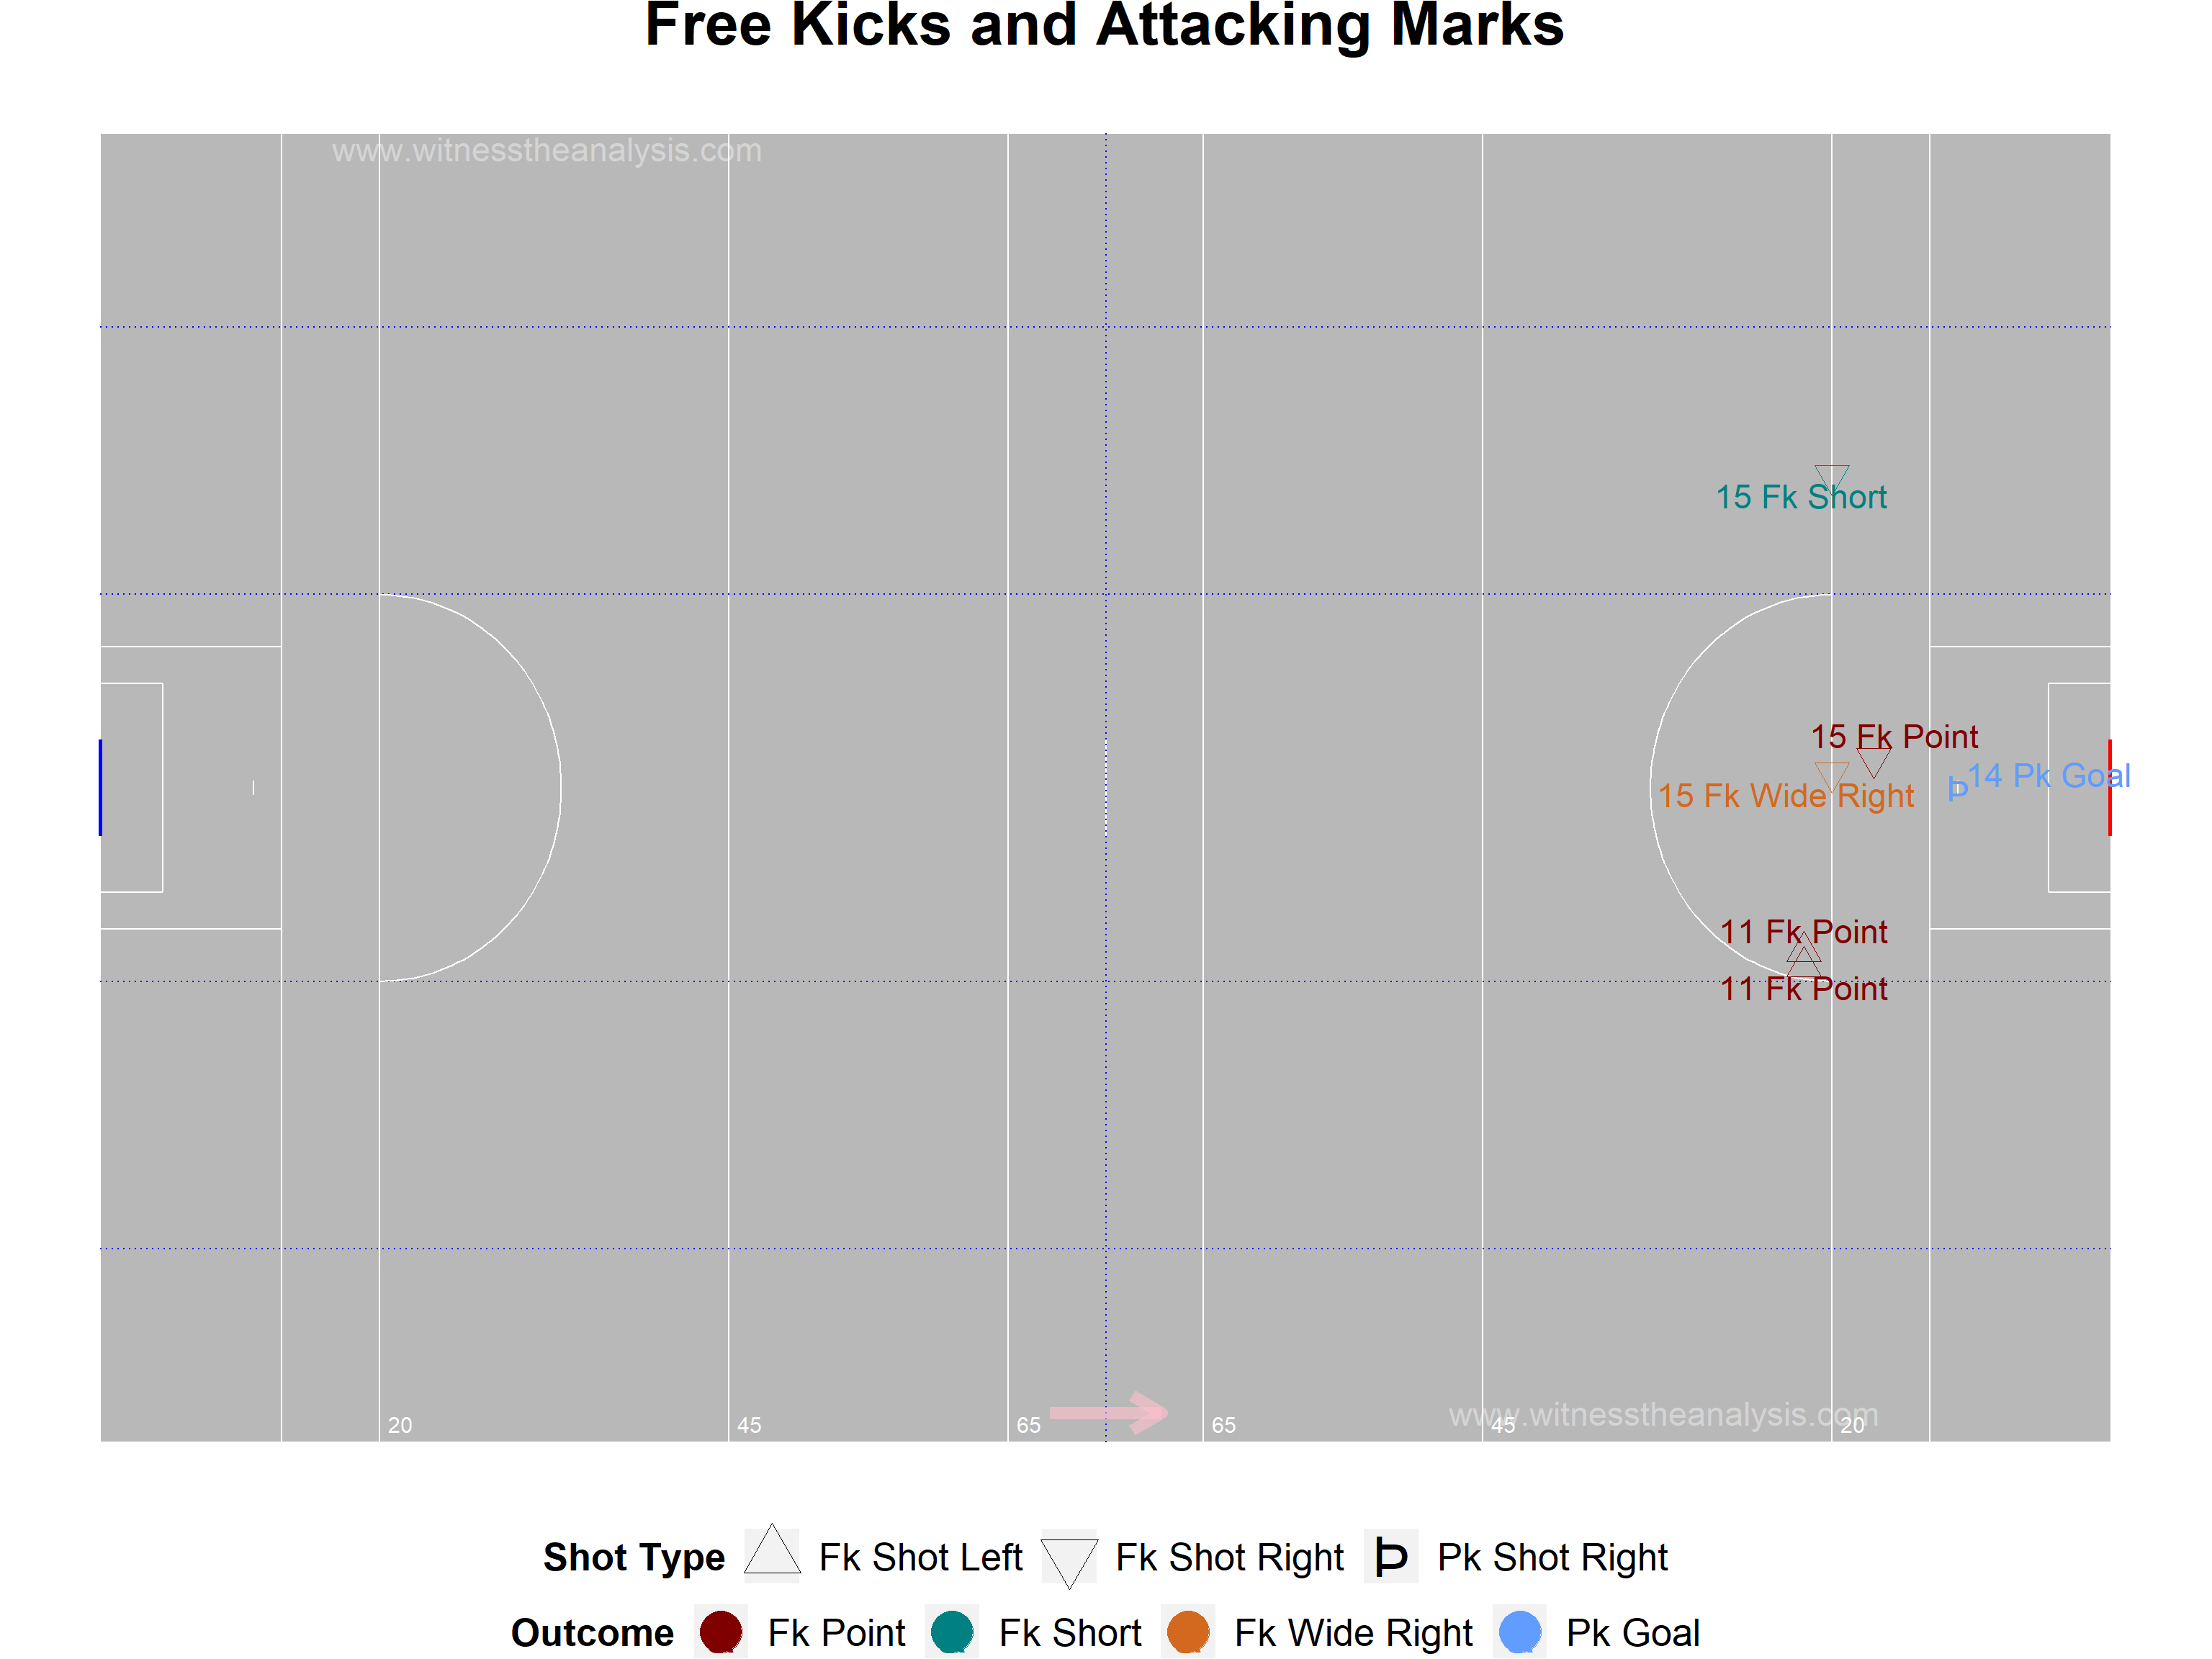 Free Kicks and Attacking Marks
www.witnesstheanalysis.com
15 Fk Short
15 Fk Point
14 Pk Goal
15 Fk Wide Right
11 Fk Point
11 Fk Point
www.witnesstheanalysis.com
20 45 65 65 45 20
Shot Type Fk Shot Left Fk Shot Right Þ Pk Shot Right
Outcome Fk Point Fk Short Fk Wide Right Pk Goal